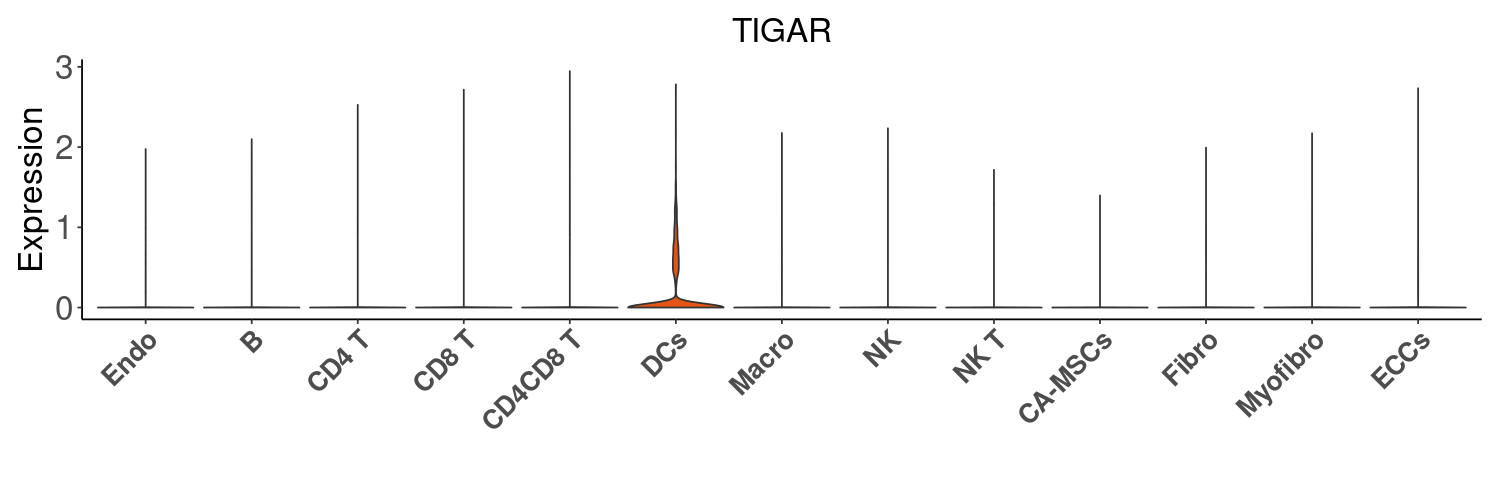 TIGAR
Expression
3
2
1
0
Endo
B
CD4 T
CD8 T
CD4CD8 T
DCs
Macro
NK
NK T
CA-MSCs
Fibro
Myofibro
ECCs